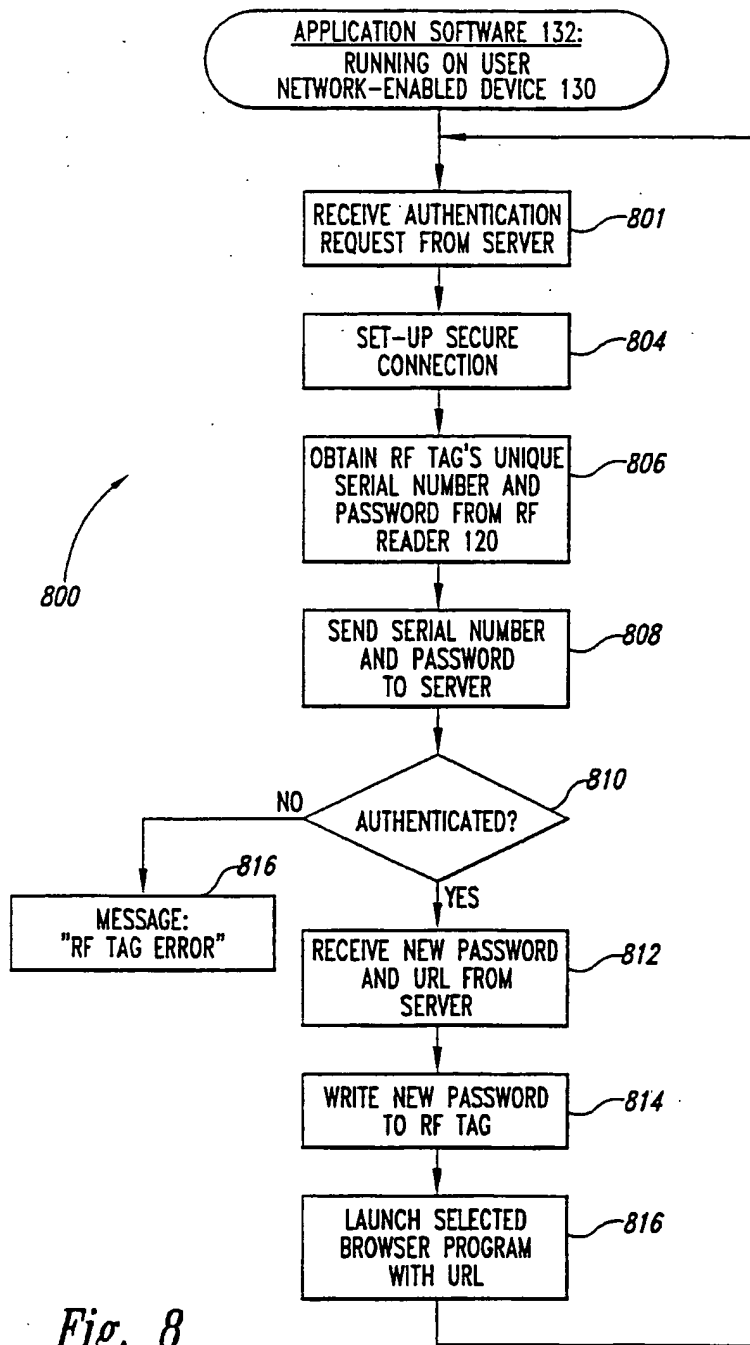 APPLICATION SOFTWARE 132:
RUNNING ON USER
NETWORK-ENABLED DEVICE 130
RECEIVE AUTHENTICATION
REQUEST FROM SERVER
801
SET-UP SECURE
CONNECTION
804
OBTAIN RF TAG'S UNIQUE
SERIAL NUMBER AND
PASSWORD FROM RF
READER 120
806
800
SEND SERIAL NUMBER
AND PASSWORD
TO SERVER
808
AUTHENTICATED?
810
NO
YES
MESSAGE:
"RF TAG ERROR"
816
RECEIVE NEW PASSWORD
AND URL FROM
SERVER
812
WRITE NEW PASSWORD
TO RF TAG
814
LAUNCH SELECTED
BROWSER PROGRAM
WITH URL
816
Fig. 8